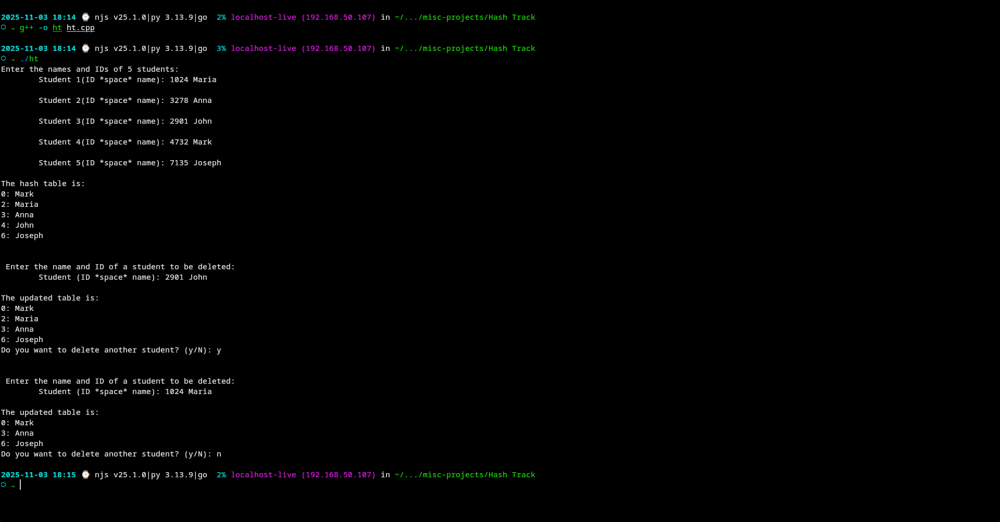 2025-11-03 18:14 ⌚ njs v25.1.0|py 3.13.9|go  2% localhost-live (192.168.50.107) in ~/.../misc-projects/Hash Track
○ → g++ -o ht ht.cpp
2025-11-03 18:14 ⌚ njs v25.1.0|py 3.13.9|go  3% localhost-live (192.168.50.107) in ~/.../misc-projects/Hash Track
○ → ./ht
Enter the names and IDs of 5 students:
        Student 1(ID *space* name): 1024 Maria
        Student 2(ID *space* name): 3278 Anna
        Student 3(ID *space* name): 2901 John
        Student 4(ID *space* name): 4732 Mark
        Student 5(ID *space* name): 7135 Joseph
The hash table is:
0: Mark
2: Maria
3: Anna
4: John
6: Joseph
 Enter the name and ID of a student to be deleted:
        Student (ID *space* name): 2901 John
The updated table is:
0: Mark
2: Maria
3: Anna
6: Joseph
Do you want to delete another student? (y/N): y
 Enter the name and ID of a student to be deleted:
        Student (ID *space* name): 1024 Maria
The updated table is:
0: Mark
3: Anna
6: Joseph
Do you want to delete another student? (y/N): n
2025-11-03 18:15 ⌚ njs v25.1.0|py 3.13.9|go  2% localhost-live (192.168.50.107) in ~/.../misc-projects/Hash Track
○ →